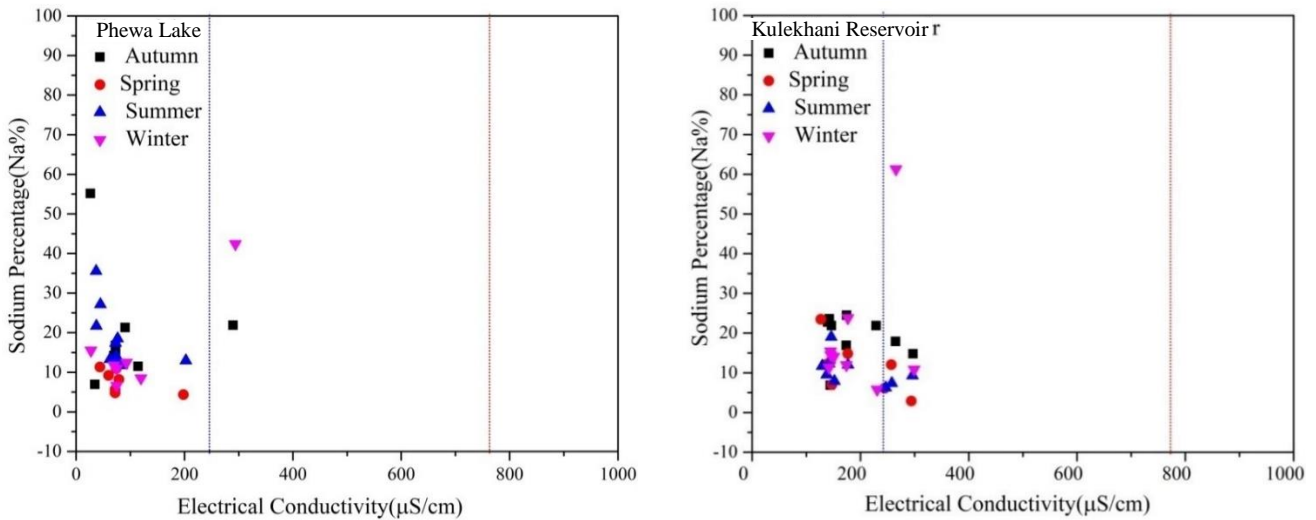 Phewa Lake
Autumn
Spring
Summer
Winter
100
90
80
70
60
50
40
30
20
10
0
-10
Sodium Percentage(Na%)
0
200
400
600
800
1000
Electrical Conductivity(μS/cm)
Kulekhani Reservoir r
Autumn
Spring
Summer
Winter
100
90
80
70
60
50
40
30
20
10
0
-10
Sodium Percentage(Na%)
0
200
400
600
800
1000
Electrical Conductivity(μS/cm)